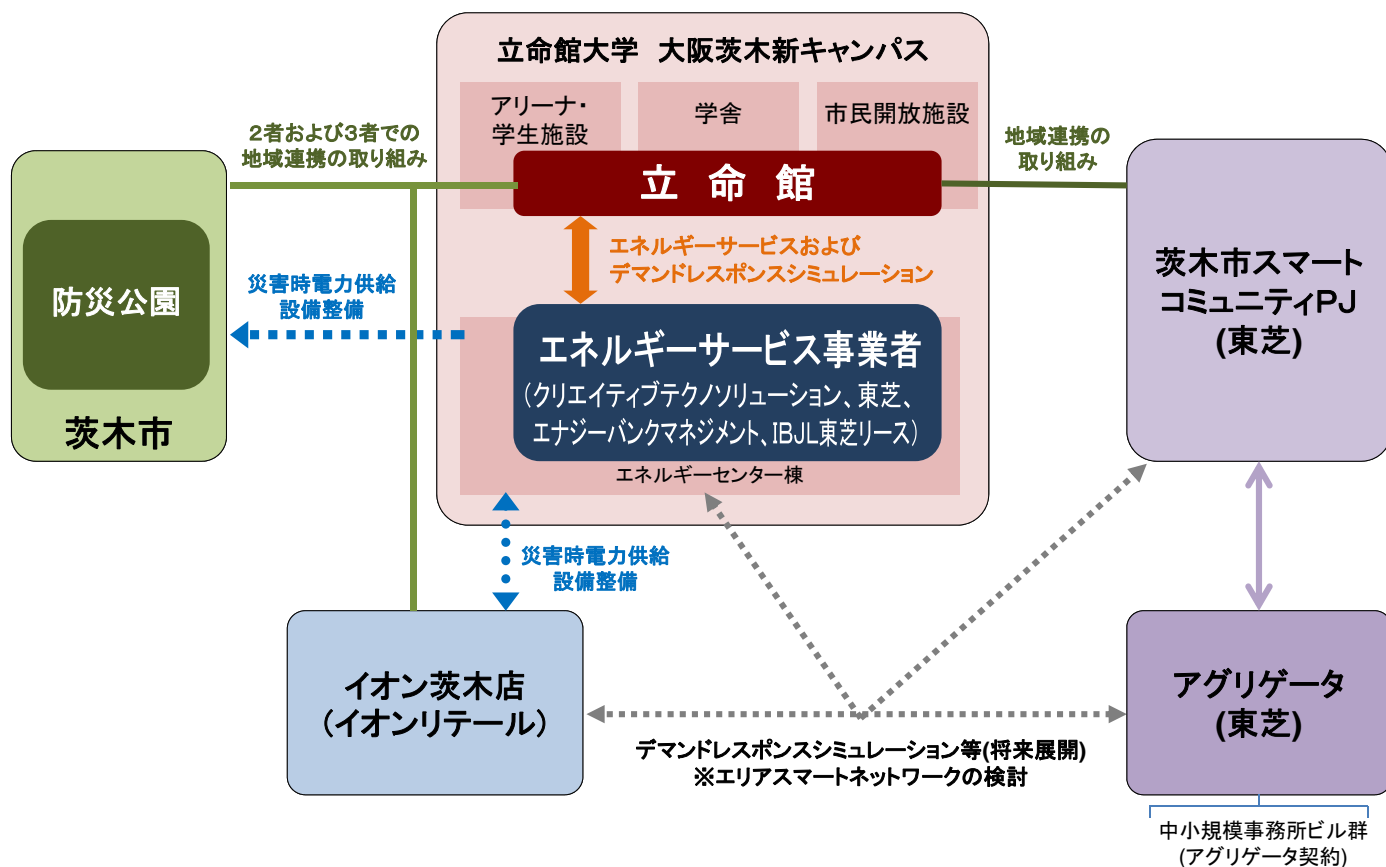 立命館大学　大阪茨木新キャンパス
アリーナ・
学生施設
学舎
市民開放施設
立 命 館
2者および3者での
地域連携の取り組み
地域連携の
取り組み
エネルギーサービスおよび
デマンドレスポンスシミュレーション
防災公園
茨木市
災害時電力供給
設備整備
エネルギーサービス事業者
(クリエイティブテクノソリューション、東芝、
エナジーバンクマネジメント、IBJL東芝リース)
エネルギーセンター棟
茨木市スマート
コミュニティPJ
(東芝)
災害時電力供給
設備整備
イオン茨木店
(イオンリテール)
アグリゲータ
(東芝)
デマンドレスポンスシミュレーション等(将来展開)
※エリアスマートネットワークの検討
中小規模事務所ビル群
(アグリゲータ契約)